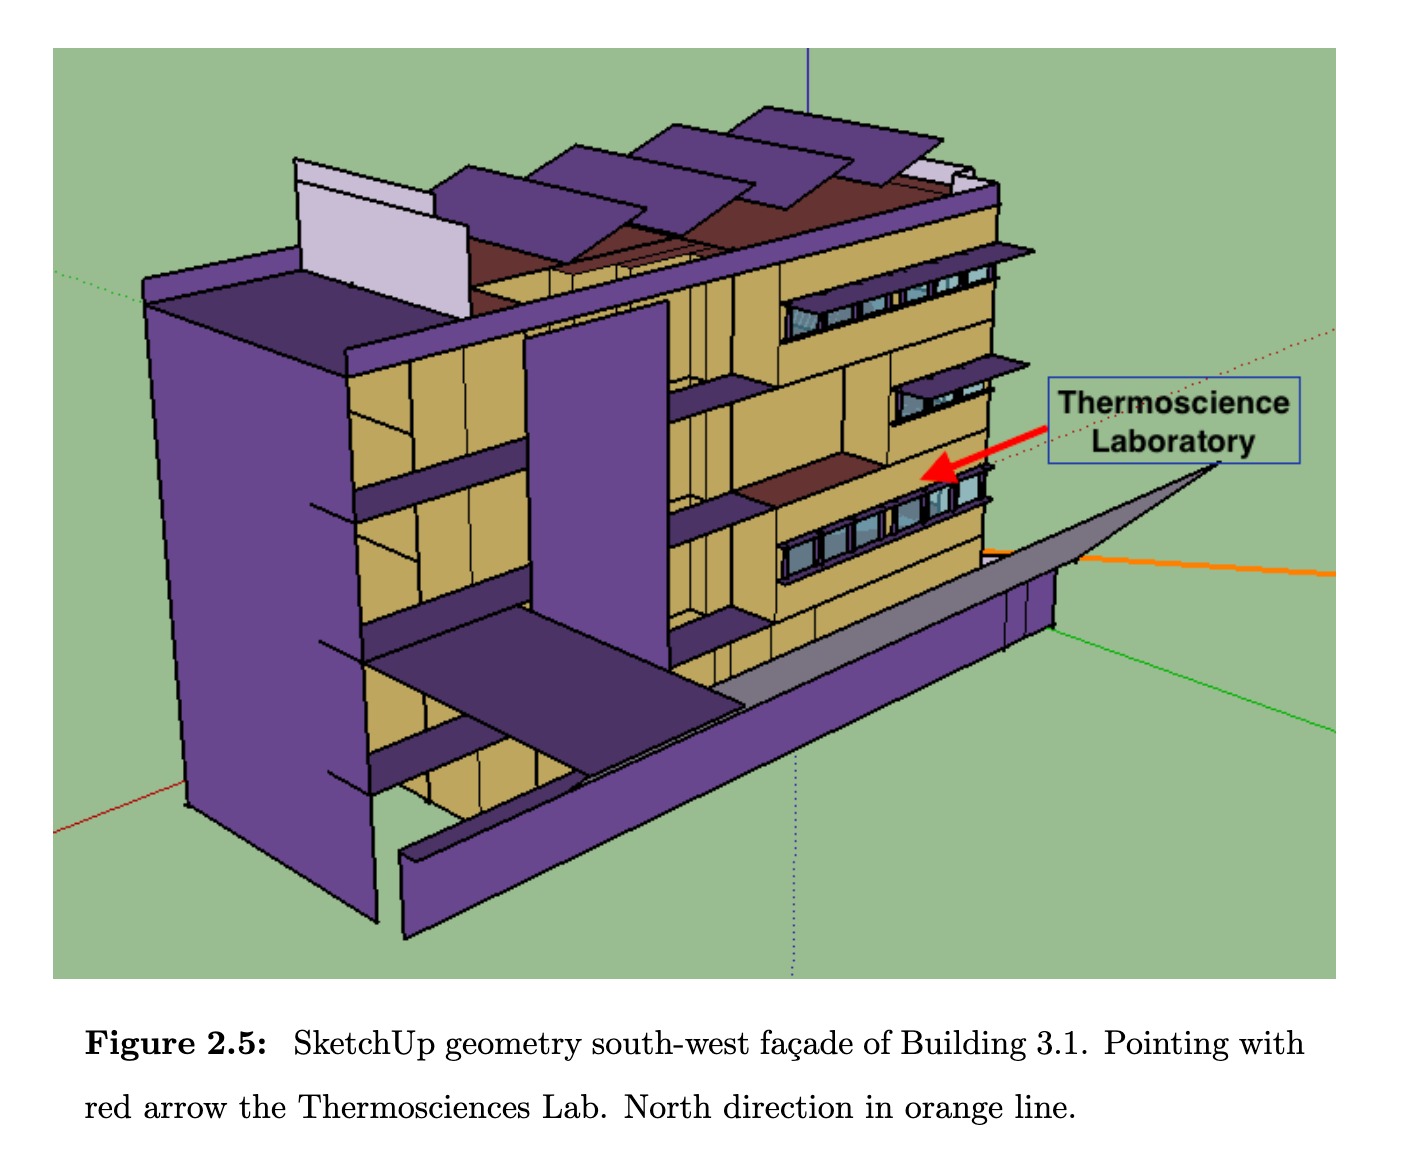 Thermoscience
Laboratory
Figure 2.5: SketchUp geometry south-west façade of Building 3.1. Pointing with
red arrow the Thermosciences Lab. North direction in orange line.